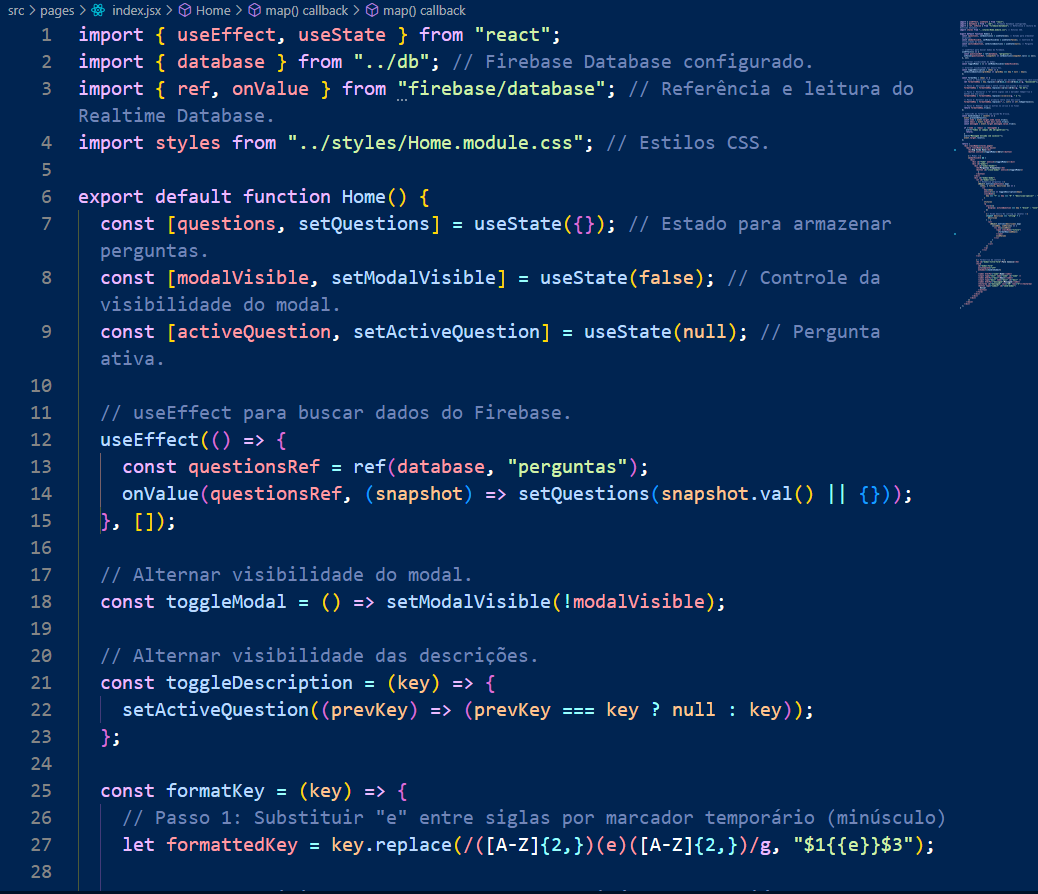 src > pages > index.jsx > Home > map() callback > map() callback
1 import { useEffect, useState } from "react";
2 import { database } from "../db"; // Firebase Database configurado.
3 import { ref, onValue } from "firebase/database"; // Referência e leitura do
Realtime Database.
4 import styles from "../styles/Home.module.css"; // Estilos CSS.
5
6 export default function Home() {
7 const [questions, setQuestions] = useState({}); // Estado para armazenar
perguntas.
8 const [modalVisible, setModalVisible] = useState(false); // Controle da
visibilidade do modal.
9 const [activeQuestion, setActiveQuestion] = useState(null); // Pergunta
ativa.
10
11 // useEffect para buscar dados do Firebase.
12 useEffect(() => {
13 const questionsRef = ref(database, "perguntas");
14 onValue(questionsRef, (snapshot) => setQuestions(snapshot.val() || {}));
15 }, []);
16
17 // Alternar visibilidade do modal.
18 const toggleModal = () => setModalVisible(!modalVisible);
19
20 // Alternar visibilidade das descrições.
21 const toggleDescription = (key) => {
22 setActiveQuestion((prevKey) => (prevKey === key ? null : key));
23 };
24
25 const formatKey = (key) => {
26 // Passo 1: Substituir "e" entre siglas por marcador temporário (minúsculo)
27 let formattedKey = key.replace(/([A-Z]{2,})(e)([A-Z]{2,})/g, "$1{{e}}$3");
28